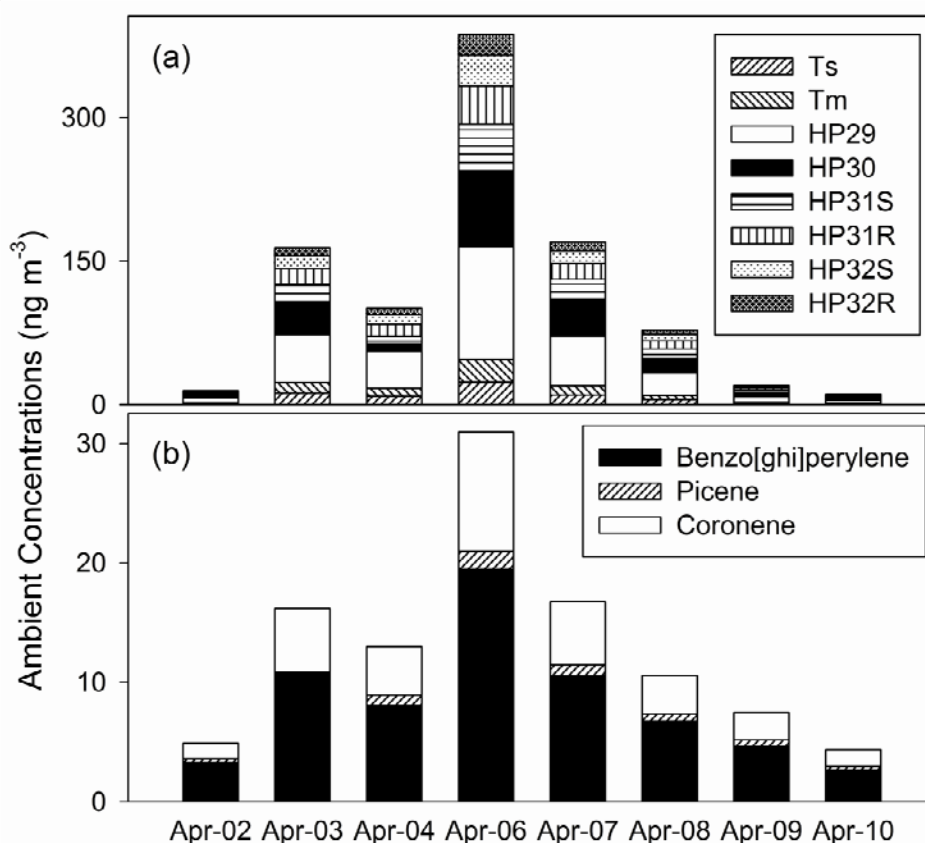 (a)
Ts
Tm
HP29
HP30
HP31S
HP31R
HP32S
HP32R
300
150
0
Ambient Concentrations (ng m⁻³)
(b)
Benzo[ghi]perylene
Picene
Coronene
30
20
10
0
Apr-02 Apr-03 Apr-04 Apr-06 Apr-07 Apr-08 Apr-09 Apr-10